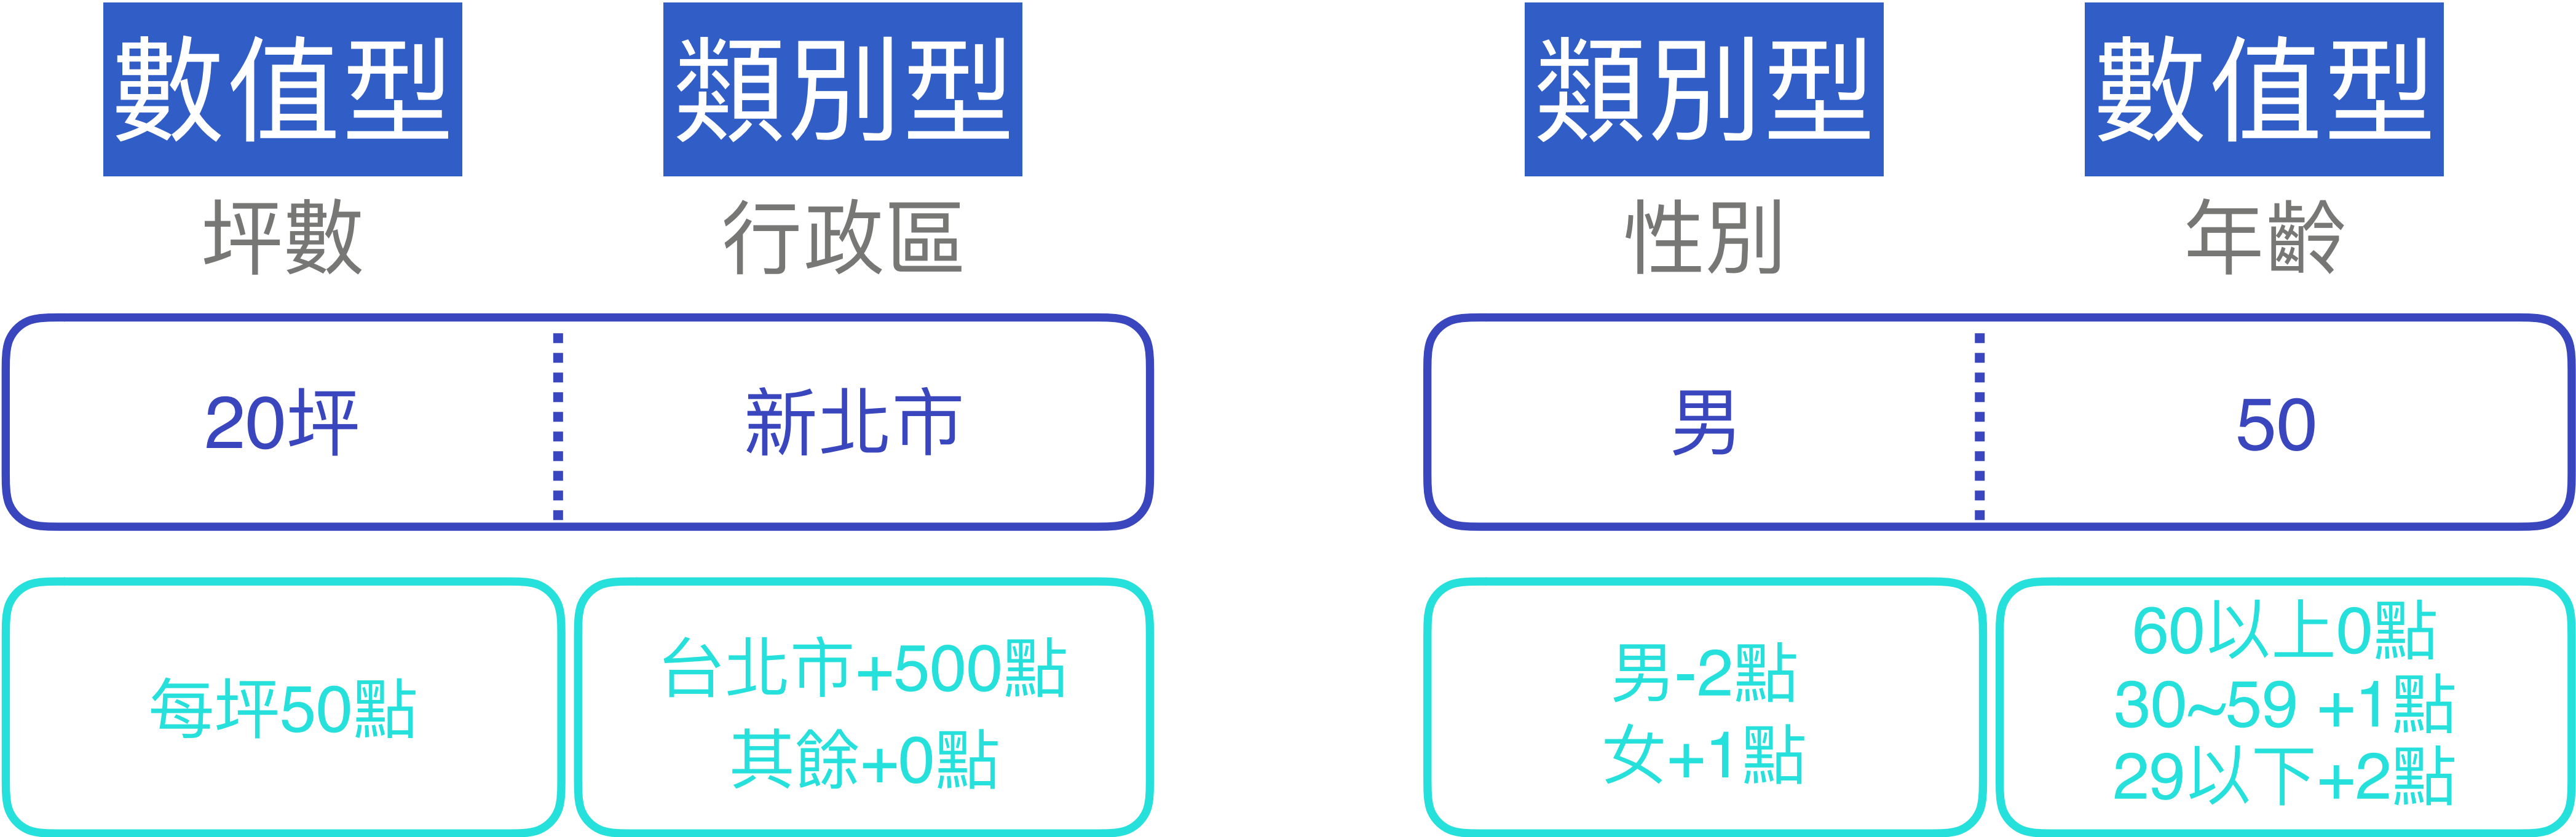 數值型 類別型 類別型 數值型
坪數 行政區 性別 年齡
20坪 新北市 男 50
每坪50點
台北市+500點
其餘+0點
男-2點
女+1點
60以上0點
30~59 +1點
29以下+2點